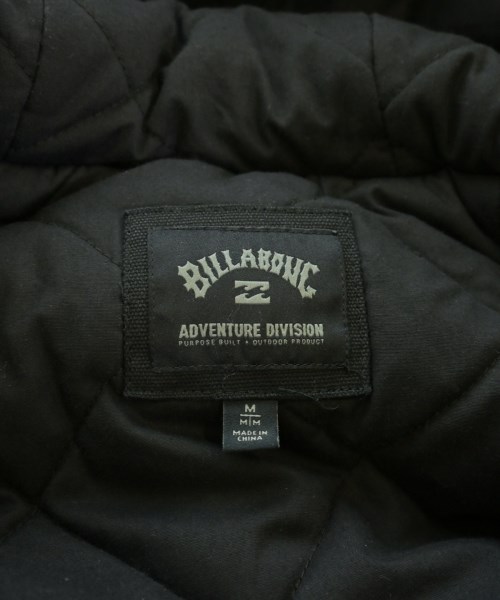 BILLABONG
ADVENTURE DIVISION
PURPOSE BUILT + OUTDOOR PRODUCT
M
M | M
MADE IN
CHINA